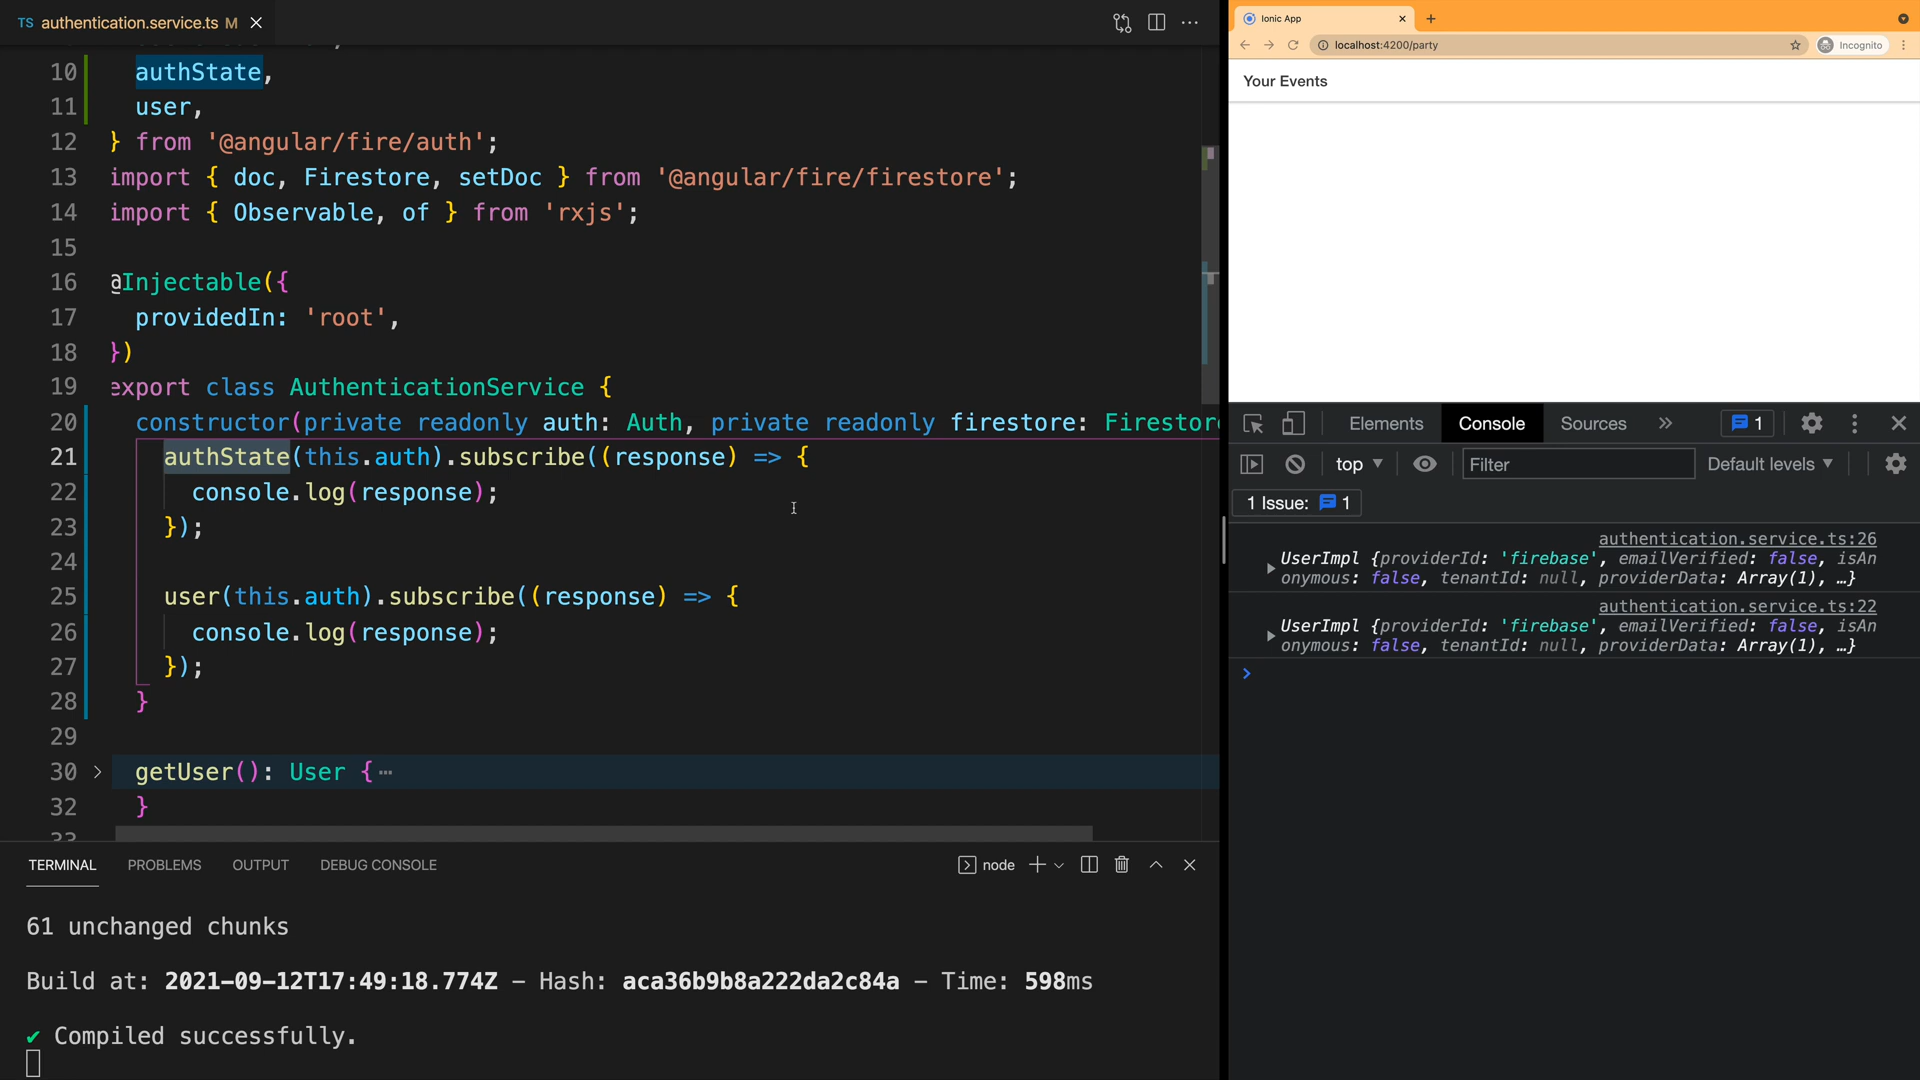 TS authentication.service.ts M
10 authState,
11 user,
12 } from '@angular/fire/auth';
13 import { doc, Firestore, setDoc } from '@angular/fire/firestore';
14 import { Observable, of } from 'rxjs';
15
16 @Injectable({
17 providedIn: 'root',
18 })
19 export class AuthenticationService {
20 constructor(private readonly auth: Auth, private readonly firestore: Firestor
21 authState(this.auth).subscribe((response) => {
22 console.log(response);
23 });
24
25 user(this.auth).subscribe((response) => {
26 console.log(response);
27 });
28 }
29
30 getUser(): User {⋯
32 }
33
TERMINAL PROBLEMS OUTPUT DEBUG CONSOLE node
61 unchanged chunks
Build at: 2021-09-12T17:49:18.774Z - Hash: aca36b9b8a222da2c84a - Time: 598ms
✔ Compiled successfully.
Ionic App
localhost:4200/party Incognito
Your Events
Elements Console Sources » 1
top Filter Default levels
1 Issue: 1
authentication.service.ts:26
UserImpl {providerId: 'firebase', emailVerified: false, isAn
onymous: false, tenantId: null, providerData: Array(1), …}
authentication.service.ts:22
UserImpl {providerId: 'firebase', emailVerified: false, isAn
onymous: false, tenantId: null, providerData: Array(1), …}